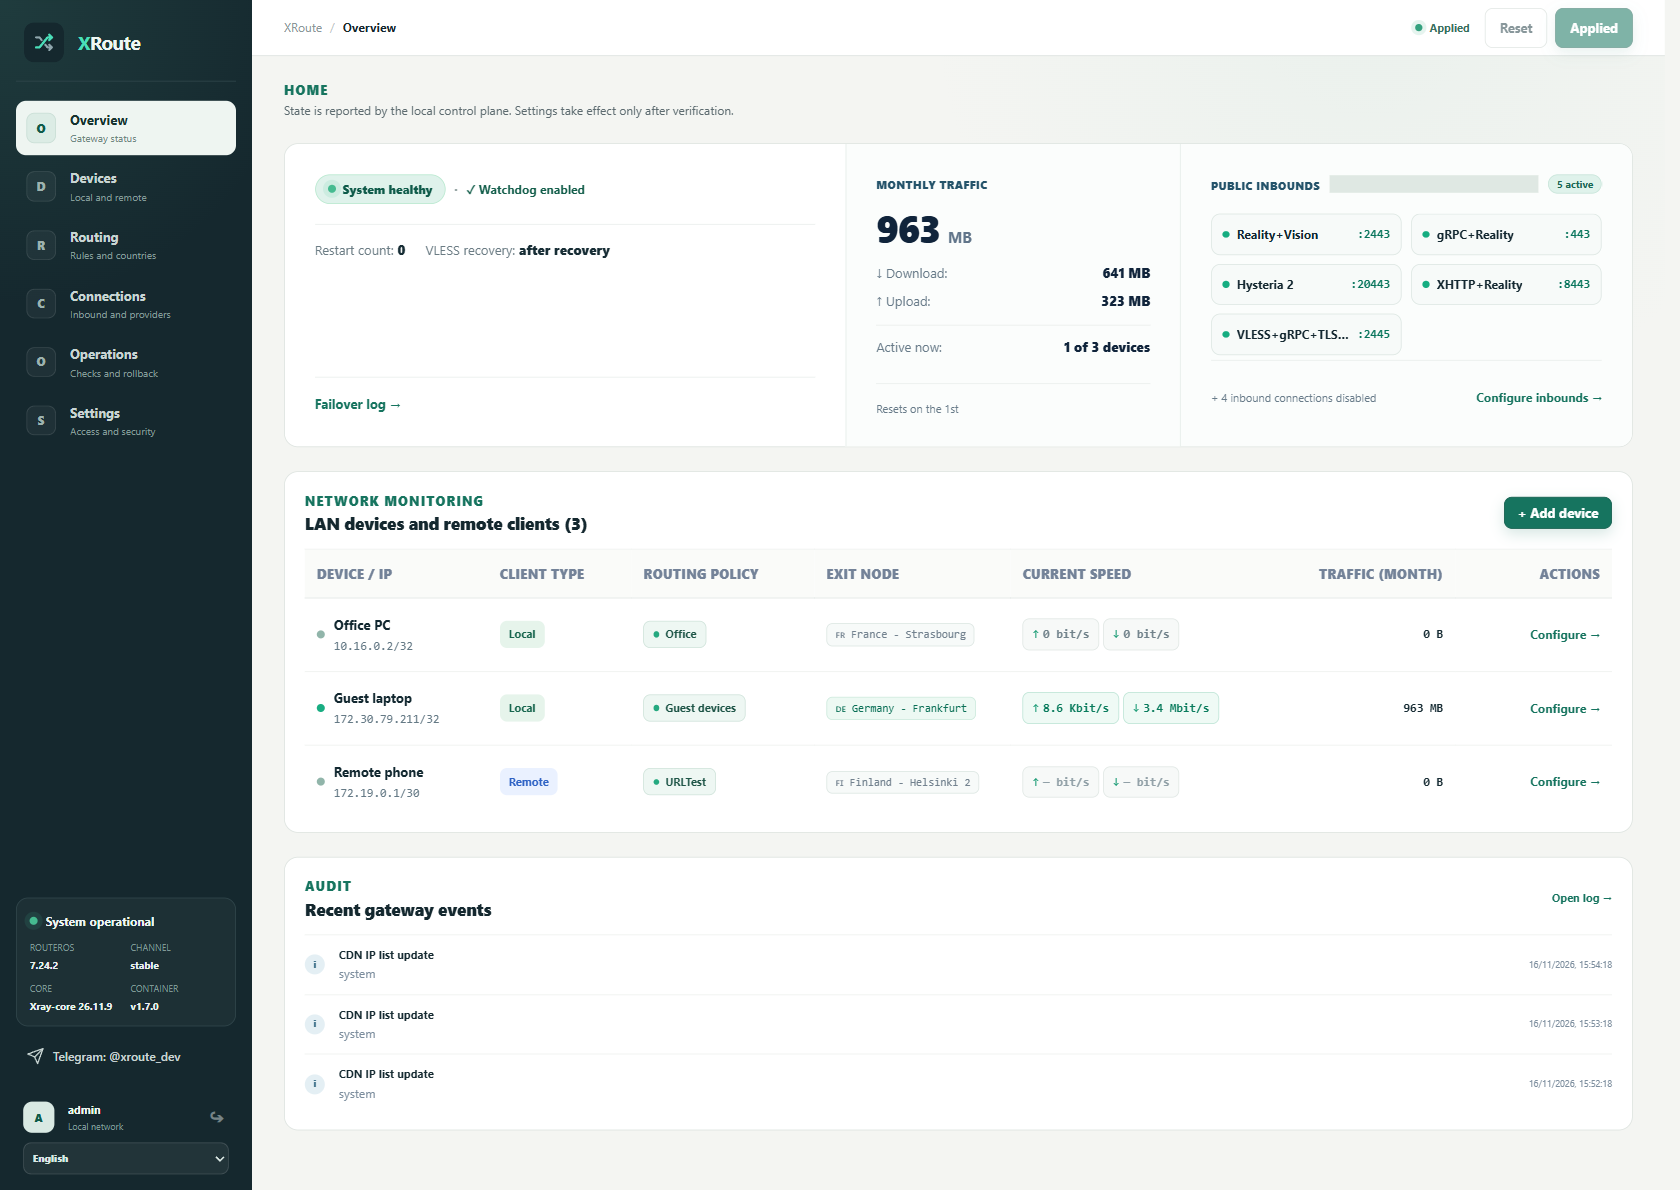 XRoute
O
Overview
Gateway status
D
Devices
Local and remote
R
Routing
Rules and countries
C
Connections
Inbound and providers
O
Operations
Checks and rollback
S
Settings
Access and security
System operational
ROUTEROS CHANNEL
7.24.2 stable
CORE CONTAINER
Xray-core 26.11.9 v1.7.0
Telegram: @xroute_dev
A
admin
Local network
English
XRoute / Overview
Applied
Reset
Applied
HOME
State is reported by the local control plane. Settings take effect only after verification.
System healthy · ✓ Watchdog enabled
Restart count: 0 VLESS recovery: after recovery
Failover log →
MONTHLY TRAFFIC
963 MB
↓ Download: 641 MB
↑ Upload: 323 MB
Active now: 1 of 3 devices
Resets on the 1st
PUBLIC INBOUNDS 5 active
Reality+Vision :2443
gRPC+Reality :443
Hysteria 2 :20443
XHTTP+Reality :8443
VLESS+gRPC+TLS... :2445
+ 4 inbound connections disabled Configure inbounds →
NETWORK MONITORING
LAN devices and remote clients (3)
+ Add device
DEVICE / IP CLIENT TYPE ROUTING POLICY EXIT NODE CURRENT SPEED TRAFFIC (MONTH) ACTIONS
Office PC
10.16.0.2/32
Local Office FR France - Strasbourg ↑ 0 bit/s ↓ 0 bit/s 0 B Configure →
Guest laptop
172.30.79.211/32
Local Guest devices DE Germany - Frankfurt ↑ 8.6 Kbit/s ↓ 3.4 Mbit/s 963 MB Configure →
Remote phone
172.19.0.1/30
Remote URLTest FI Finland - Helsinki 2 ↑ — bit/s ↓ — bit/s 0 B Configure →
AUDIT
Recent gateway events
Open log →
i
CDN IP list update
system
16/11/2026, 15:54:18
i
CDN IP list update
system
16/11/2026, 15:53:18
i
CDN IP list update
system
16/11/2026, 15:52:18